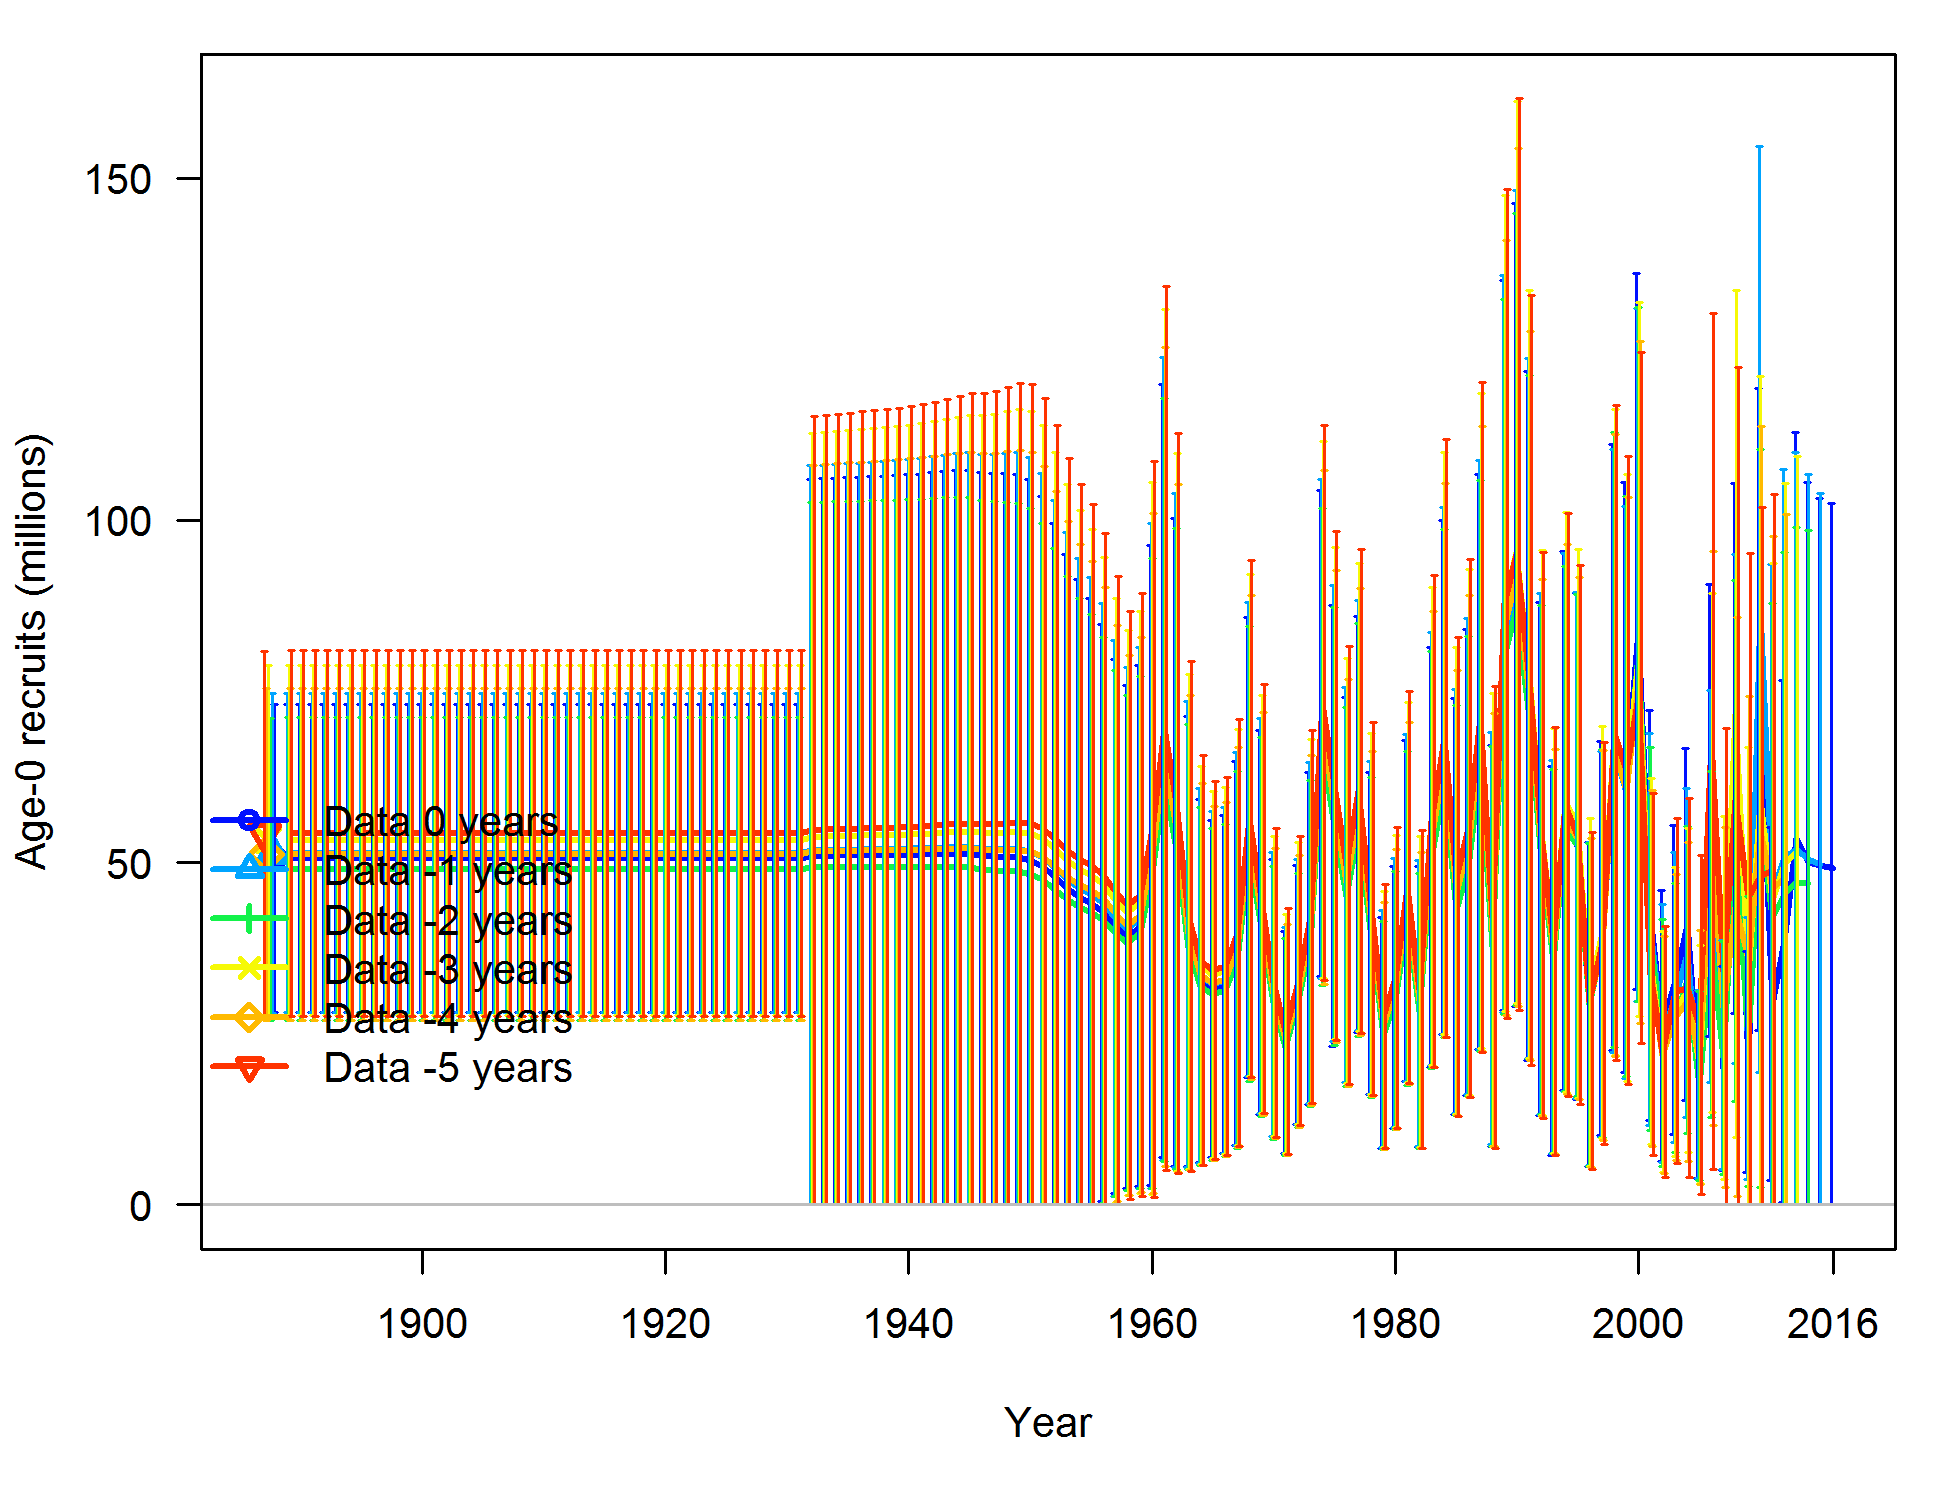 150
100
50
0
Age-0 recruits (millions)
Data 0 years
Data -1 years
Data -2 years
Data -3 years
Data -4 years
Data -5 years
1900 1920 1940 1960 1980 2000 2016
Year